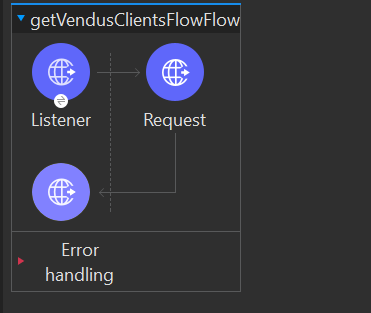 getVendusClientsFlowFlow
Listener
Request
Error
handling